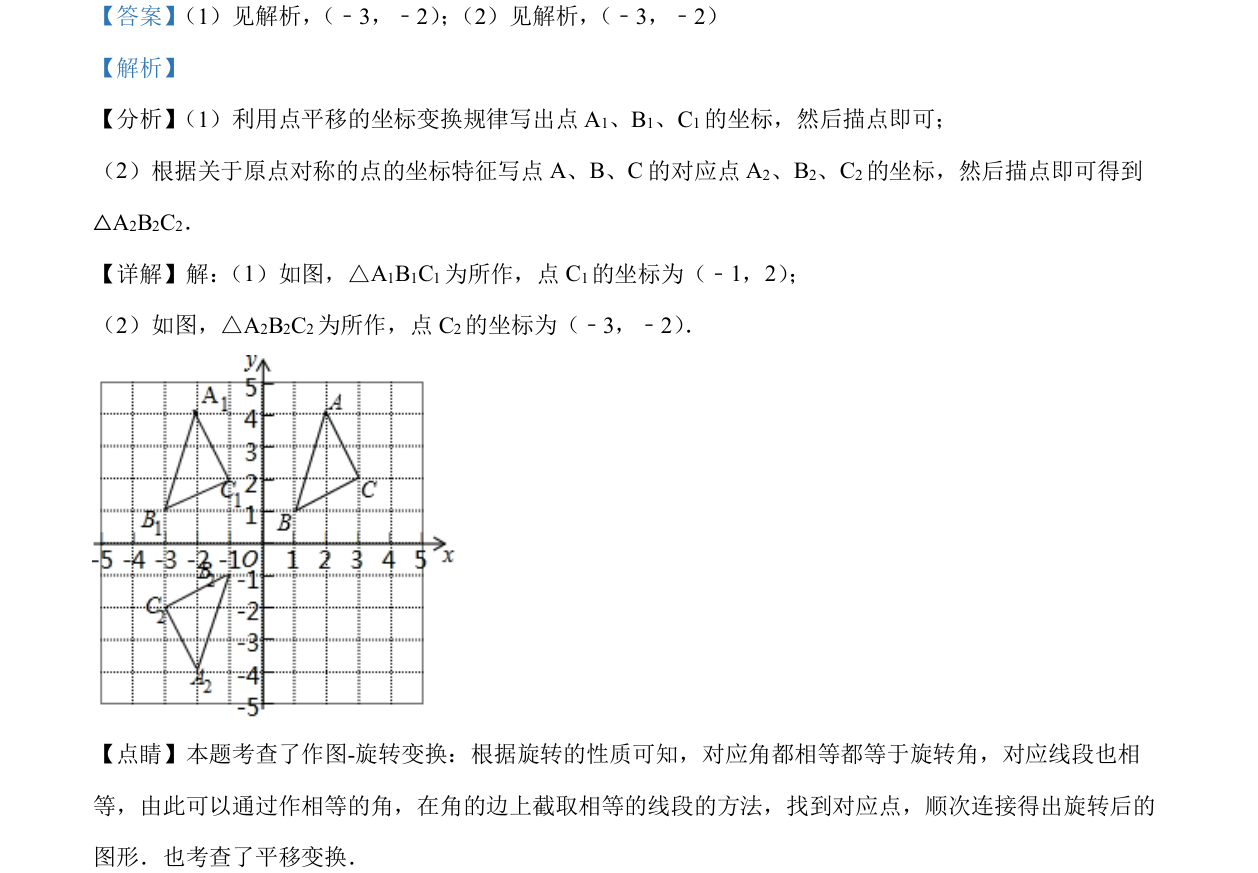 【答案】（1）见解析，（﹣3，﹣2）；（2）见解析，（﹣3，﹣2）
【解析】
【分析】（1）利用点平移的坐标变换规律写出点 A₁、B₁、C₁ 的坐标，然后描点即可；
（2）根据关于原点对称的点的坐标特征写点 A、B、C 的对应点 A₂、B₂、C₂ 的坐标，然后描点即可得到
△A₂B₂C₂．
【详解】解：（1）如图，△A₁B₁C₁ 为所作，点 C₁ 的坐标为（﹣1，2）；
（2）如图，△A₂B₂C₂ 为所作，点 C₂ 的坐标为（﹣3，﹣2）．
y
A₁ 5 A
4
3
C₁ 2 C
B₁ 1 B
-5 -4 -3 -2 -1 O 1 2 3 4 5 x
B₂ -1
C₂ -2
-3
A₂ -4
-5
【点睛】本题考查了作图-旋转变换：根据旋转的性质可知，对应角都相等都等于旋转角，对应线段也相
等，由此可以通过作相等的角，在角的边上截取相等的线段的方法，找到对应点，顺次连接得出旋转后的
图形．也考查了平移变换．